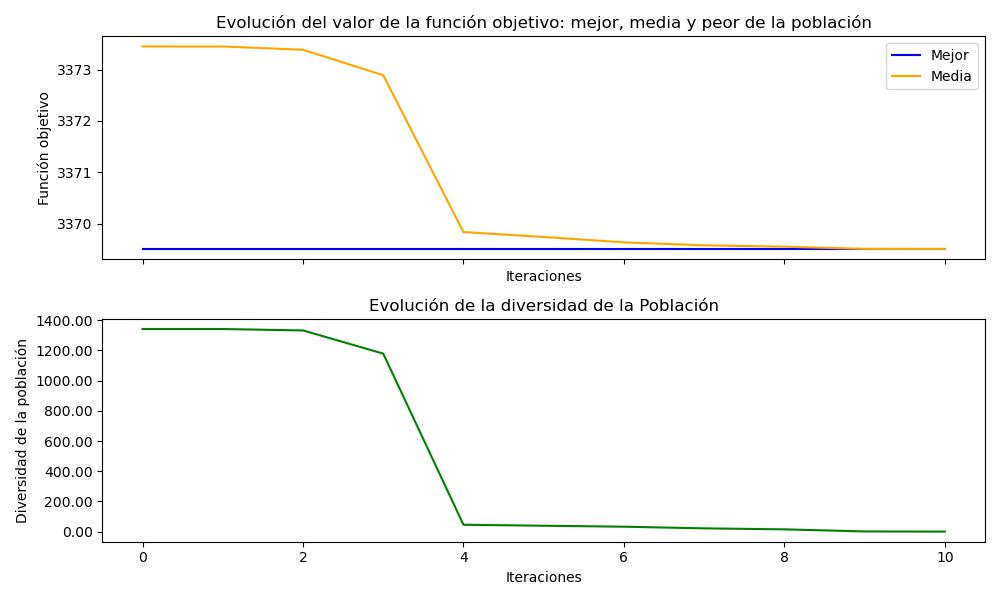 Evolución del valor de la función objetivo: mejor, media y peor de la población
Función objetivo
3373
3372
3371
3370
Mejor
Media
Iteraciones
Evolución de la diversidad de la Población
Diversidad de la población
1400.00
1200.00
1000.00
800.00
600.00
400.00
200.00
0.00
0 2 4 6 8 10
Iteraciones